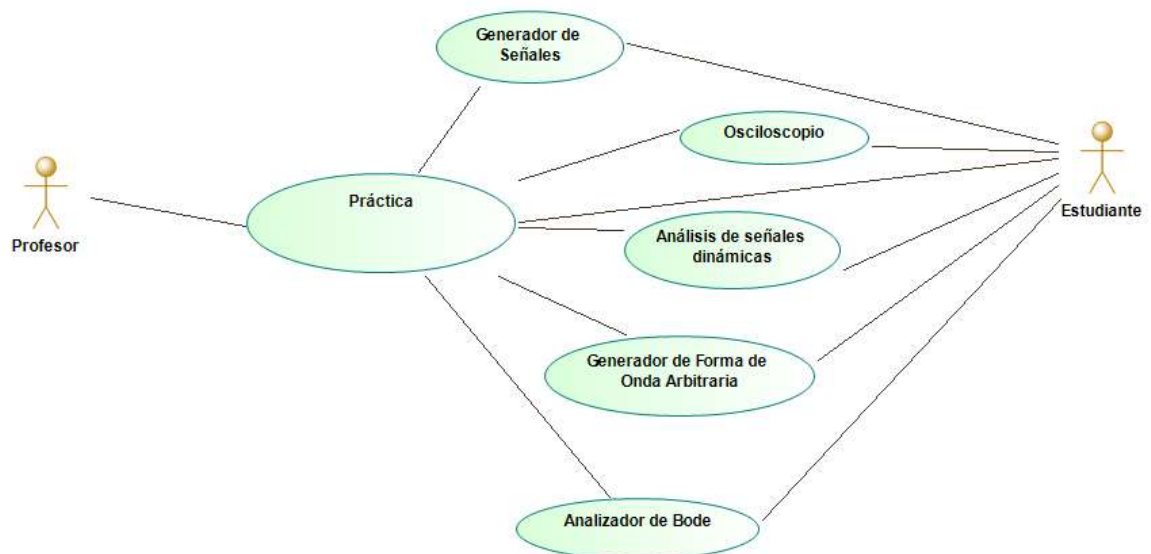 Generador de
Señales
Osciloscopio
Práctica
Profesor
Estudiante
Análisis de señales
dinámicas
Generador de Forma de
Onda Arbitraria
Analizador de Bode